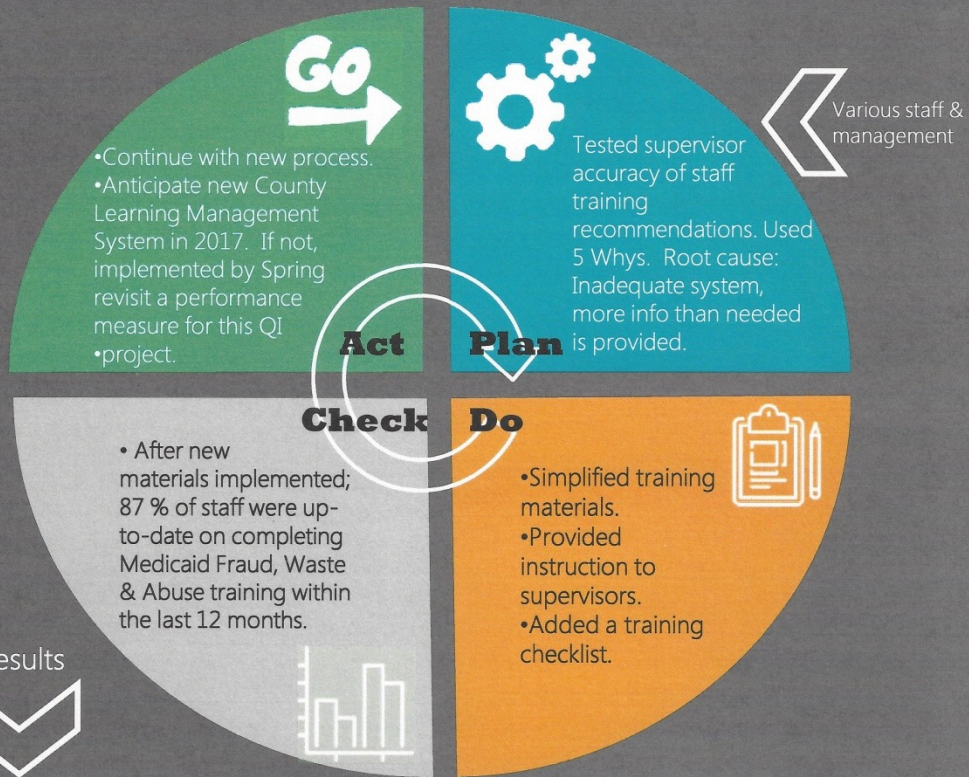 GO
•Continue with new process.
•Anticipate new County
Learning Management
System in 2017.  If not,
implemented by Spring
revisit a performance
measure for this QI
•project.
Act
Tested supervisor
accuracy of staff
training
recommendations. Used
5 Whys.  Root cause:
Inadequate system,
more info than needed
is provided.
Plan
Various staff &
management
Check
• After new
materials implemented;
87 % of staff were up-
to-date on completing
Medicaid Fraud, Waste
& Abuse training within
the last 12 months.
Do
•Simplified training
materials.
•Provided
instruction to
supervisors.
•Added a training
checklist.
esults